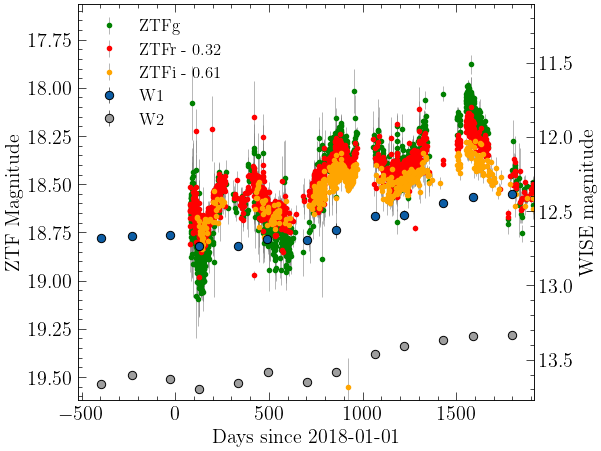 ZTFg
ZTFr - 0.32
ZTFi - 0.61
W1
W2
17.75
18.00
18.25
18.50
18.75
19.00
19.25
19.50
ZTF Magnitude
11.5
12.0
12.5
13.0
13.5
WISE magnitude
−500
0
500
1000
1500
Days since 2018-01-01